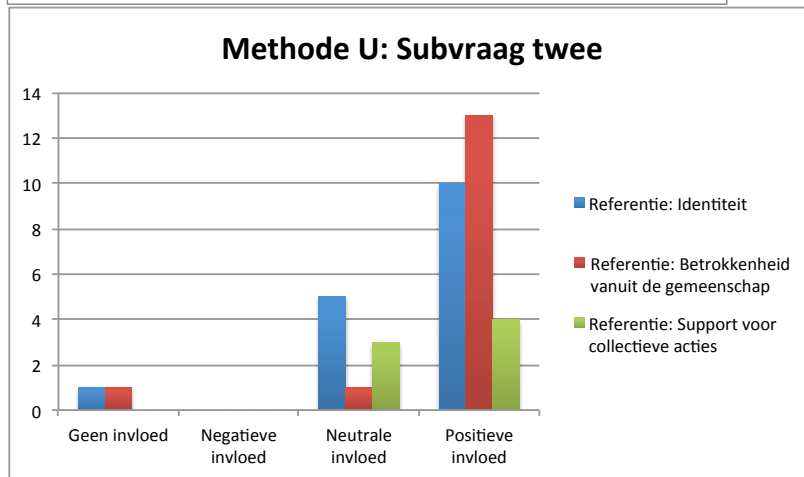 Methode U: Subvraag twee
14
12
10
8
6
4
2
0
Geen invloed
Negatieve
invloed
Neutrale
invloed
Positieve
invloed
Referentie: Identiteit
Referentie: Betrokkenheid
vanuit de gemeenschap
Referentie: Support voor
collectieve acties